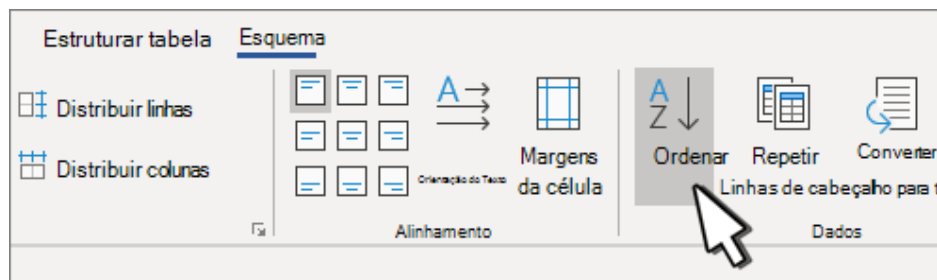 Estruturar tabela Esquema
Distribuir linhas
Distribuir colunas
Orientação do Texto
Margens
da célula
Alinhamento
A
Z
Ordenar
Repetir
Converter
Linhas de cabeçalho para t
Dados